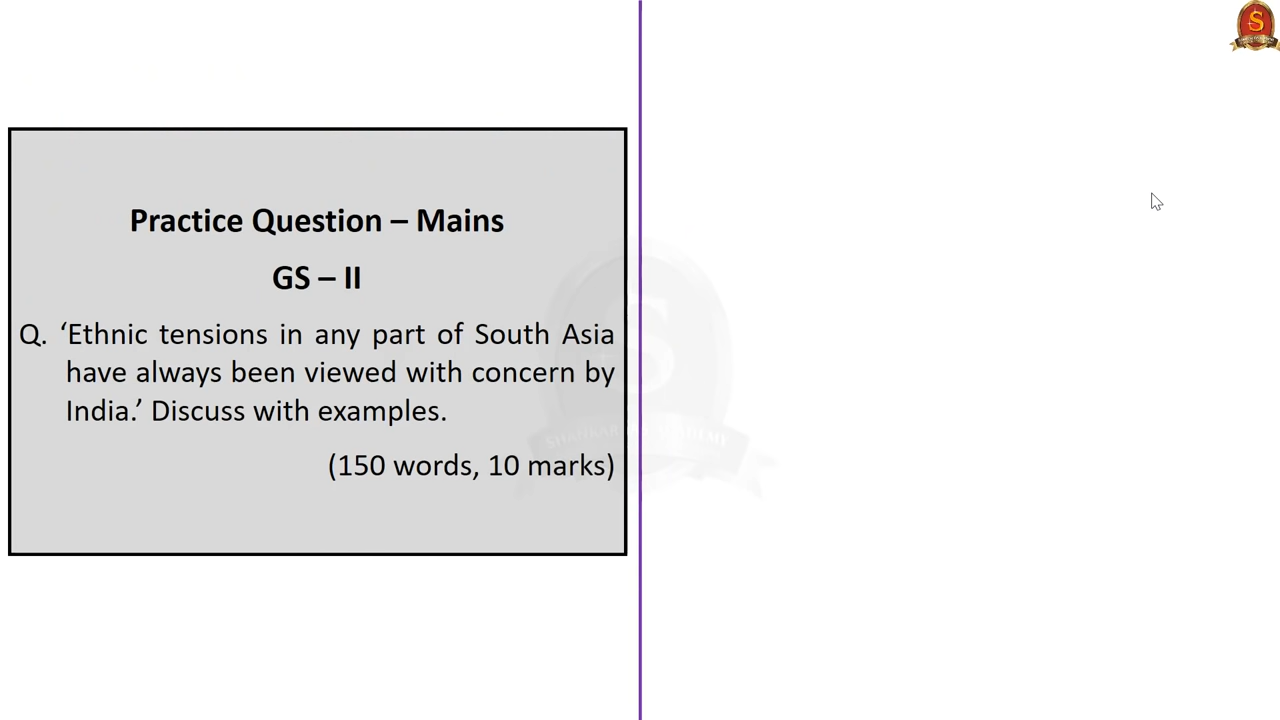 S
Practice Question – Mains
GS – II
Q. ‘Ethnic tensions in any part of South Asia
have always been viewed with concern by
India.’ Discuss with examples.
(150 words, 10 marks)